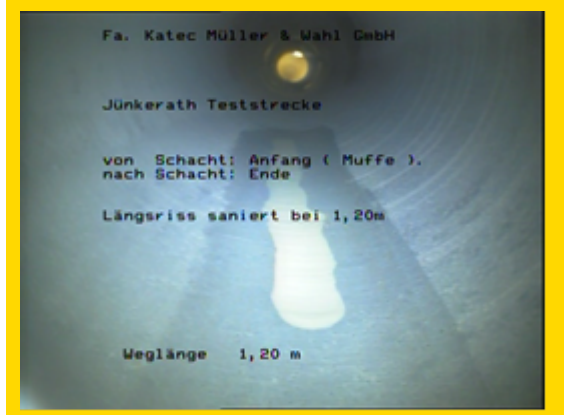 Fa. Katec Müller & Wahl GmbH
Jünkerath Teststrecke
von Schacht: Anfang ( Muffe ).
nach Schacht: Ende
Längsriss saniert bei 1,20m
Weglänge 1,20 m